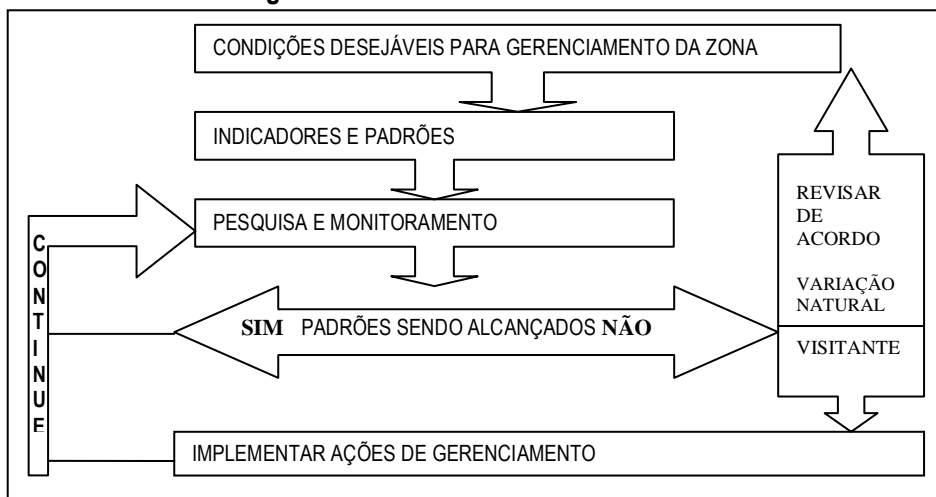 CONDIÇÕES DESEJÁVEIS PARA GERENCIAMENTO DA ZONA
INDICADORES E PADRÕES
PESQUISA E MONITORAMENTO
REVISAR
DE
ACORDO
VARIAÇÃO
NATURAL
CONTINUE
SIM PADRÕES SENDO ALCANÇADOS NÃO
VISITANTE
IMPLEMENTAR AÇÕES DE GERENCIAMENTO